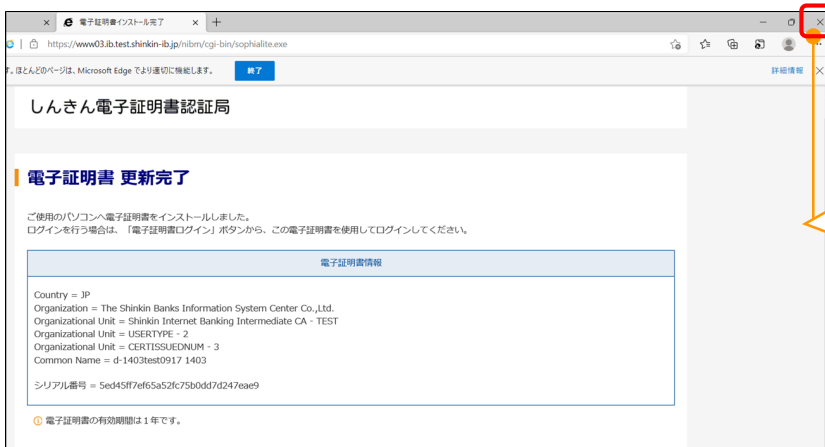 電子証明書インストール完了
https://www03.ib.test.shinkin-ib.jp/nibm/cgi-bin/sophialite.exe
す。ほとんどのページは、Microsoft Edge でより適切に機能します。 終了 詳細情報
しんきん電子証明書認証局
電子証明書 更新完了
ご使用のパソコンへ電子証明書をインストールしました。
ログインを行う場合は、「電子証明書ログイン」ボタンから、この電子証明書を使用してログインしてください。
電子証明書情報
Country = JP
Organization = The Shinkin Banks Information System Center Co.,Ltd.
Organizational Unit = Shinkin Internet Banking Intermediate CA - TEST
Organizational Unit = USERTYPE - 2
Organizational Unit = CERTISSUEDNUM - 3
Common Name = d-1403test0917 1403
シリアル番号 = 5ed45ff7ef65a52fc75b0dd7d247eae9
電子証明書の有効期間は1年です。